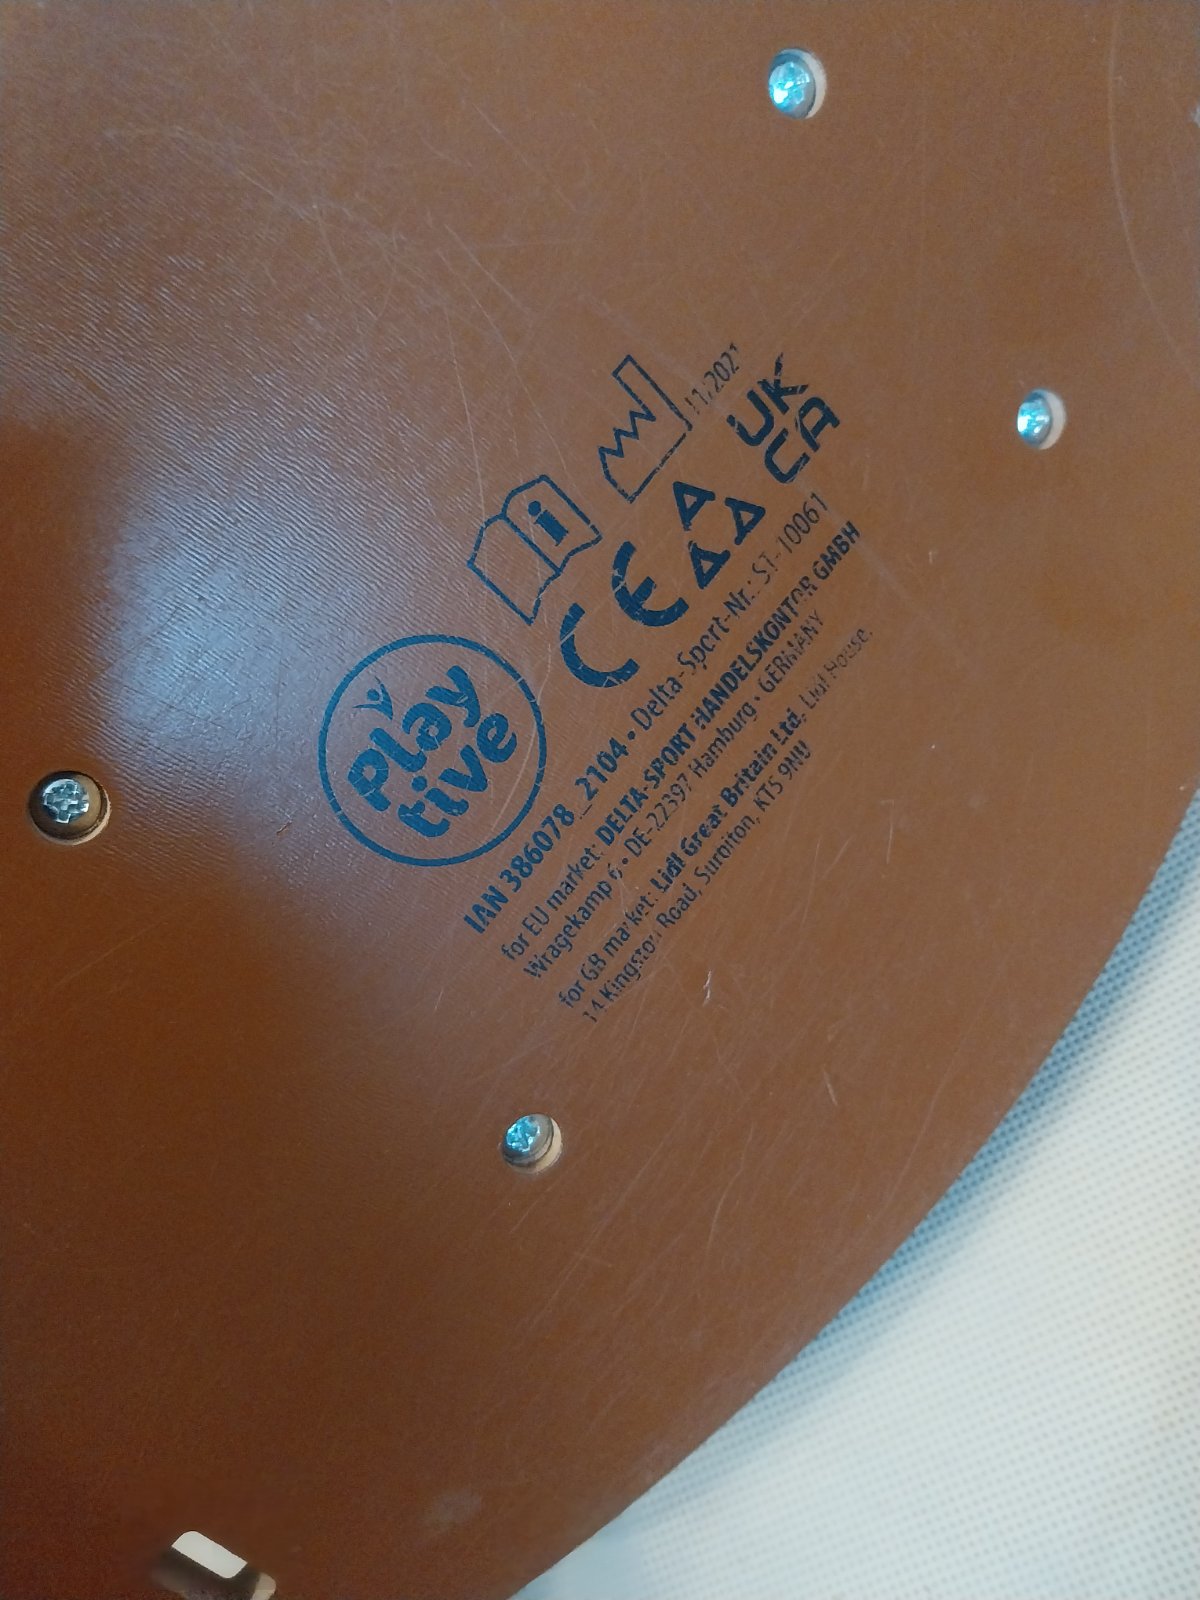 Play
tive
i
11/2021
CE
UK
CA
IAN 386078_2104 • Delta-Sport-Nr.: ST-10061
for EU market: DELTA-SPORT HANDELSKONTOR GMBH
Wragekamp 6 • DE-22397 Hamburg • GERMANY
for GB market: Lidl Great Britain Ltd, Lidl House,
14 Kingston Road, Surbiton, KT5 9NU